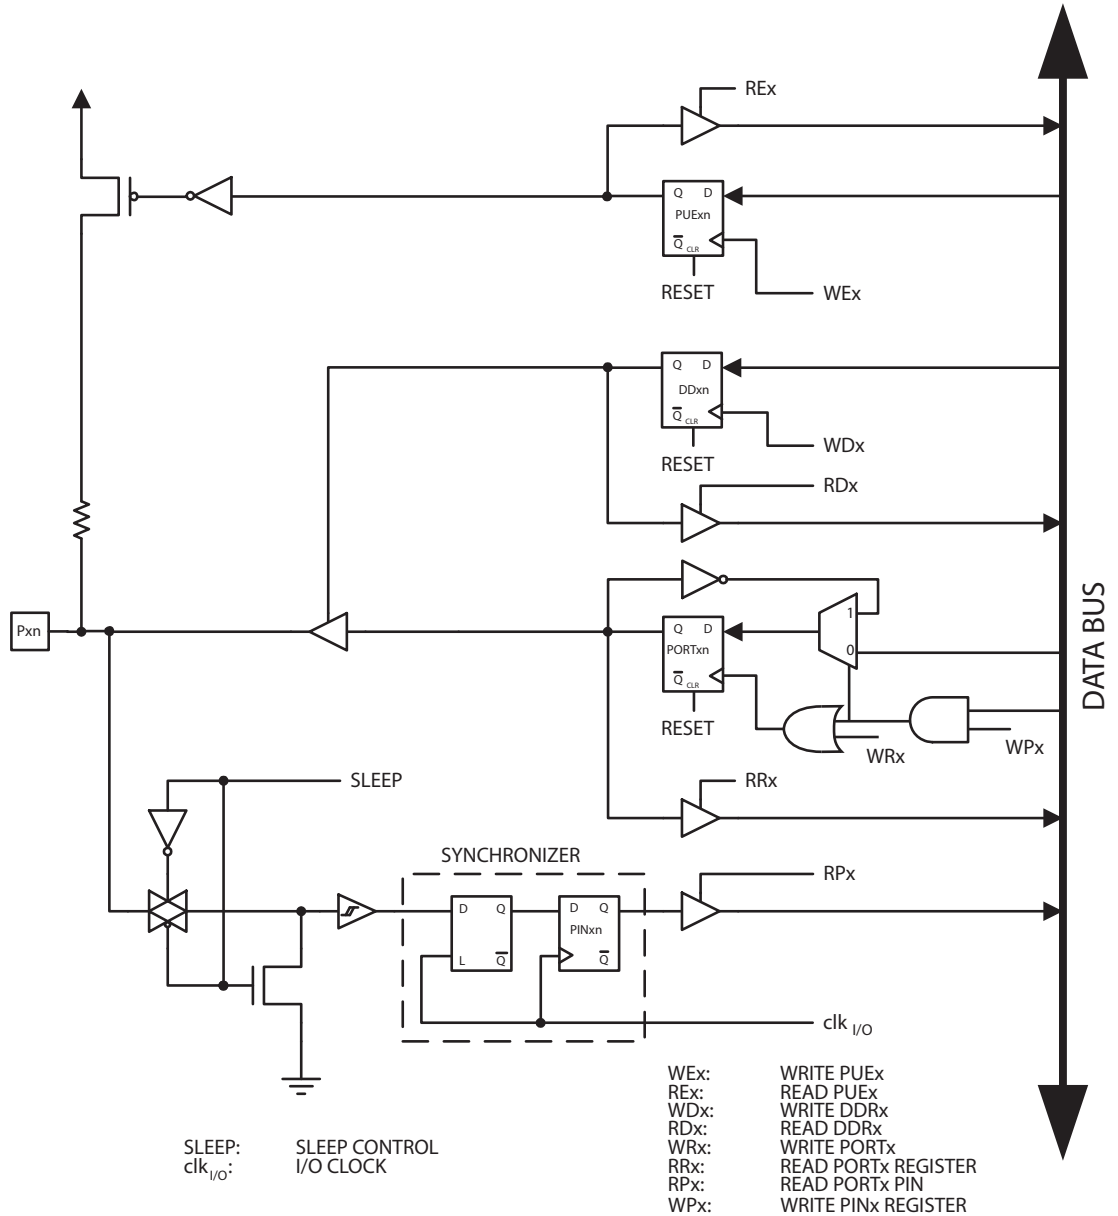 REx
Q D
PUExn
Q CLR
RESET
WEx
Q D
DDxn
Q CLR
RESET
WDx
RDx
1
Pxn
Q D
PORTxn
0
Q CLR
RESET
WRx
WPx
DATA BUS
SLEEP
RRx
SYNCHRONIZER
RPx
D Q
D Q
PINxn
L Q
Q
clk I/O
WEx: WRITE PUEx
REx: READ PUEx
WDx: WRITE DDRx
RDx: READ DDRx
WRx: WRITE PORTx
RRx: READ PORTx REGISTER
RPx: READ PORTx PIN
WPx: WRITE PINx REGISTER
SLEEP: SLEEP CONTROL
clk I/O: I/O CLOCK